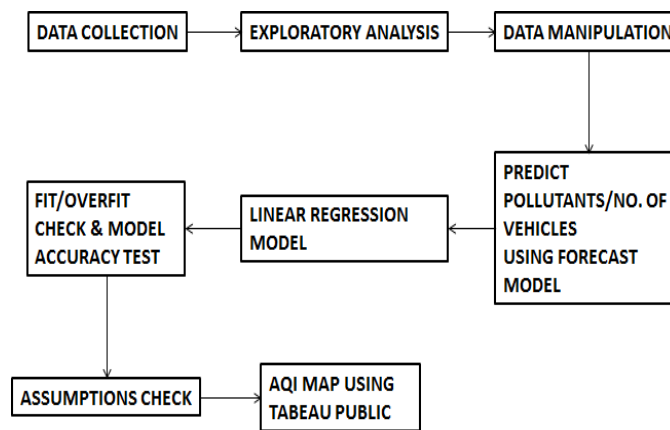 DATA COLLECTION
EXPLORATORY ANALYSIS
DATA MANIPULATION
PREDICT
POLLUTANTS/NO. OF
VEHICLES
USING FORECAST
MODEL
LINEAR REGRESSION
MODEL
FIT/OVERFIT
CHECK & MODEL
ACCURACY TEST
ASSUMPTIONS CHECK
AQI MAP USING
TABEAU PUBLIC